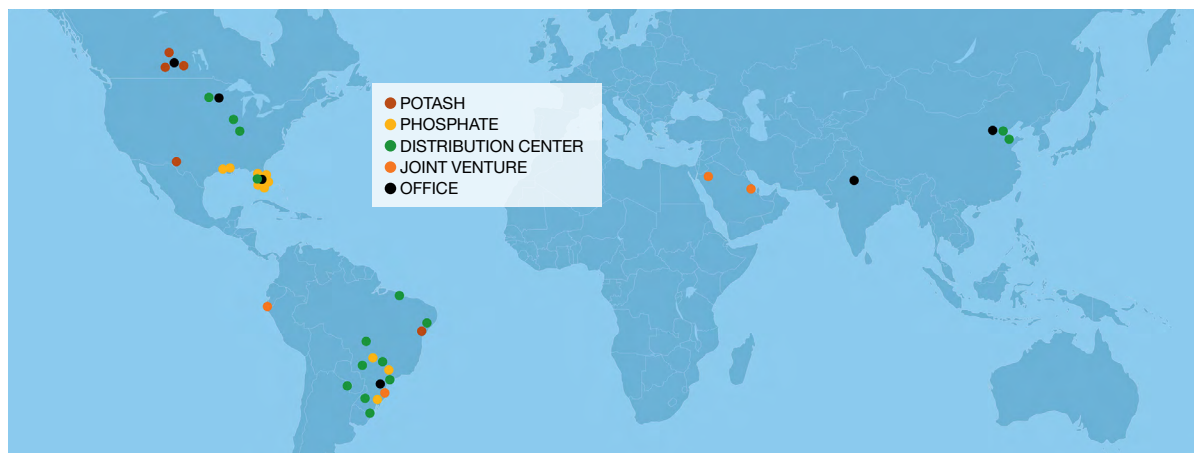 POTASH
PHOSPHATE
DISTRIBUTION CENTER
JOINT VENTURE
OFFICE